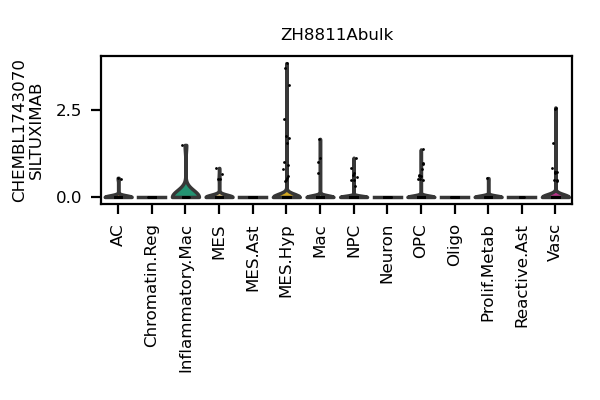 ZH8811Abulk
CHEMBL1743070
SILTUXIMAB
2.5
0.0
AC
Chromatin.Reg
Inflammatory.Mac
MES
MES.Ast
MES.Hyp
Mac
NPC
Neuron
OPC
Oligo
Prolif.Metab
Reactive.Ast
Vasc